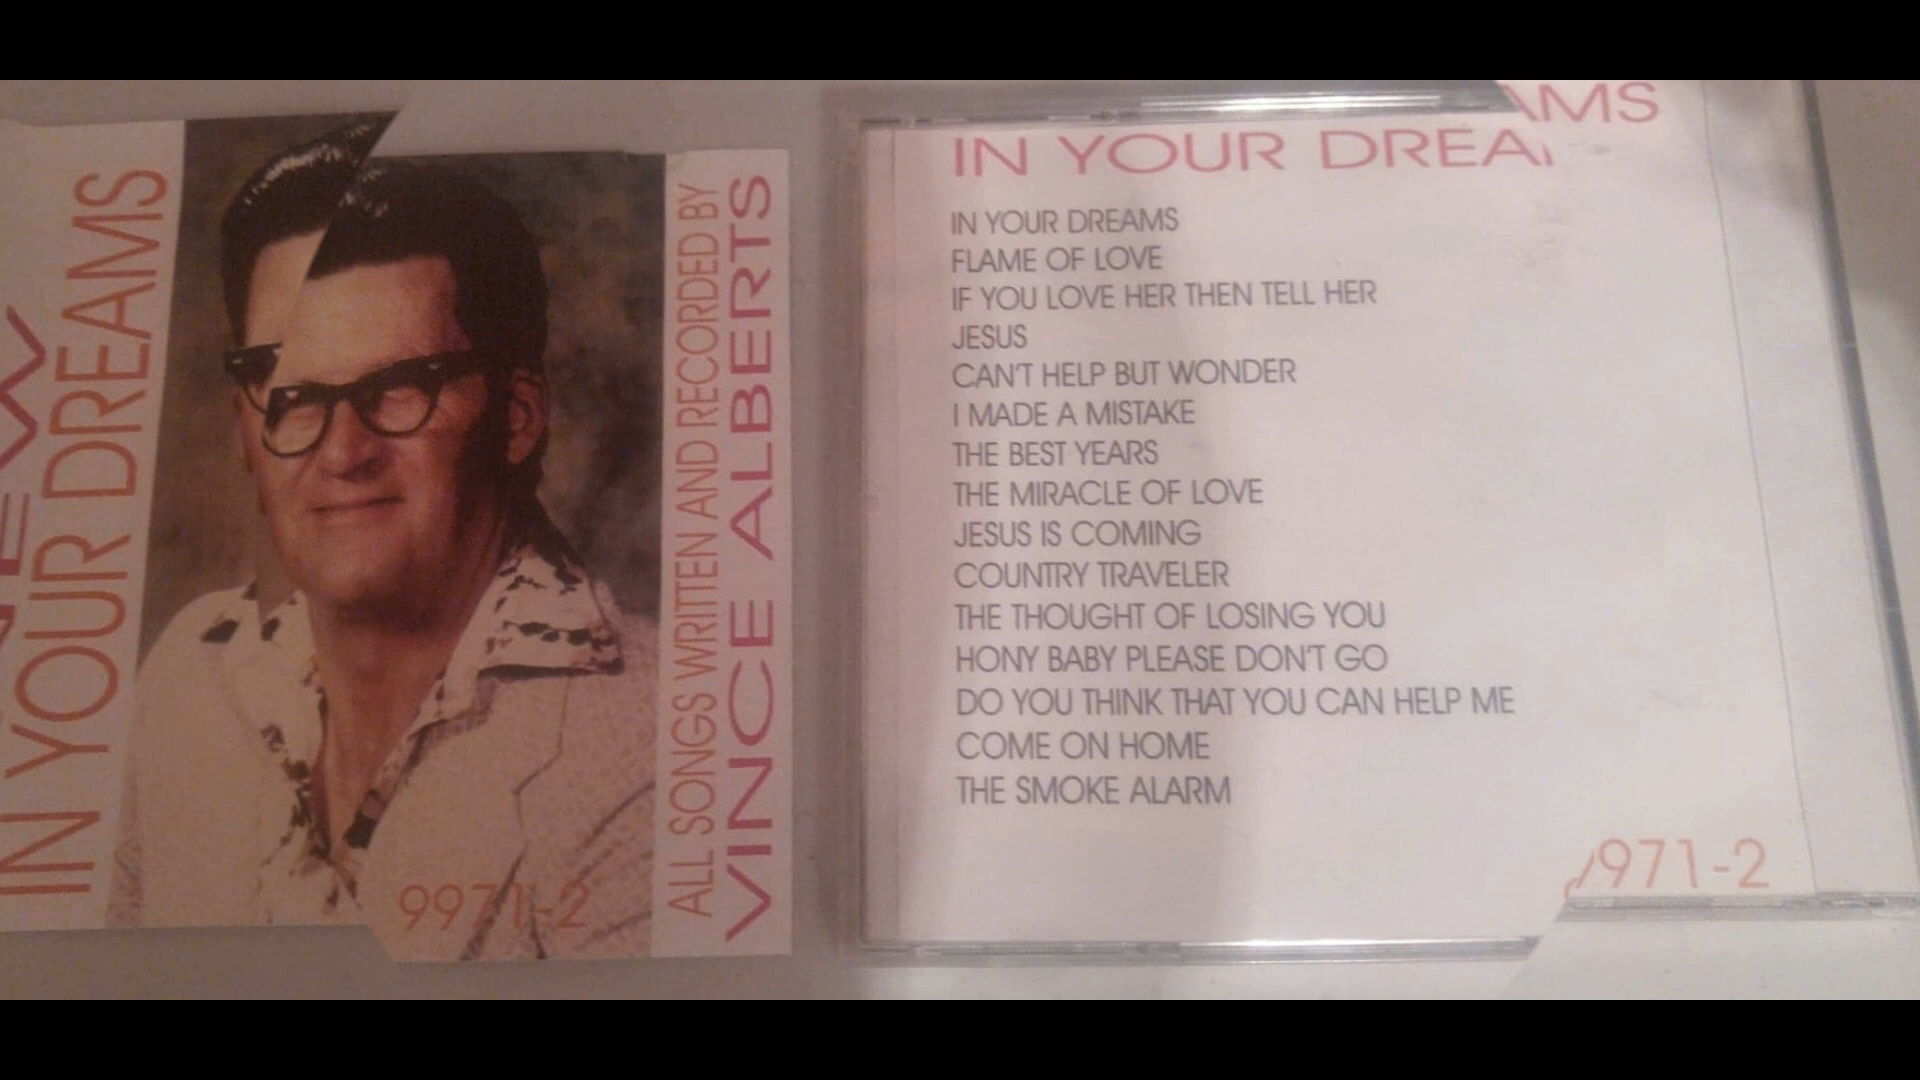 NEW
IN YOUR DREAMS
9971-2
ALL SONGS WRITTEN AND RECORDED BY
VINCE ALBERTS
IN YOUR DREAMS
IN YOUR DREAMS
FLAME OF LOVE
IF YOU LOVE HER THEN TELL HER
JESUS
CAN'T HELP BUT WONDER
I MADE A MISTAKE
THE BEST YEARS
THE MIRACLE OF LOVE
JESUS IS COMING
COUNTRY TRAVELER
THE THOUGHT OF LOSING YOU
HONY BABY PLEASE DON'T GO
DO YOU THINK THAT YOU CAN HELP ME
COME ON HOME
THE SMOKE ALARM
9971-2